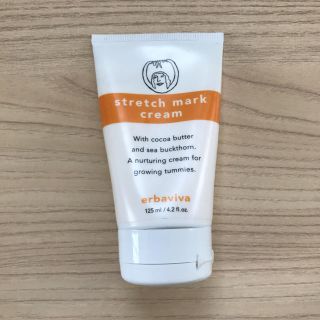 stretch mark
cream
With cocoa butter
and sea buckthorn.
A nurturing cream for
growing tummies.
erbaviva
125 ml / 4.2 fl. oz.